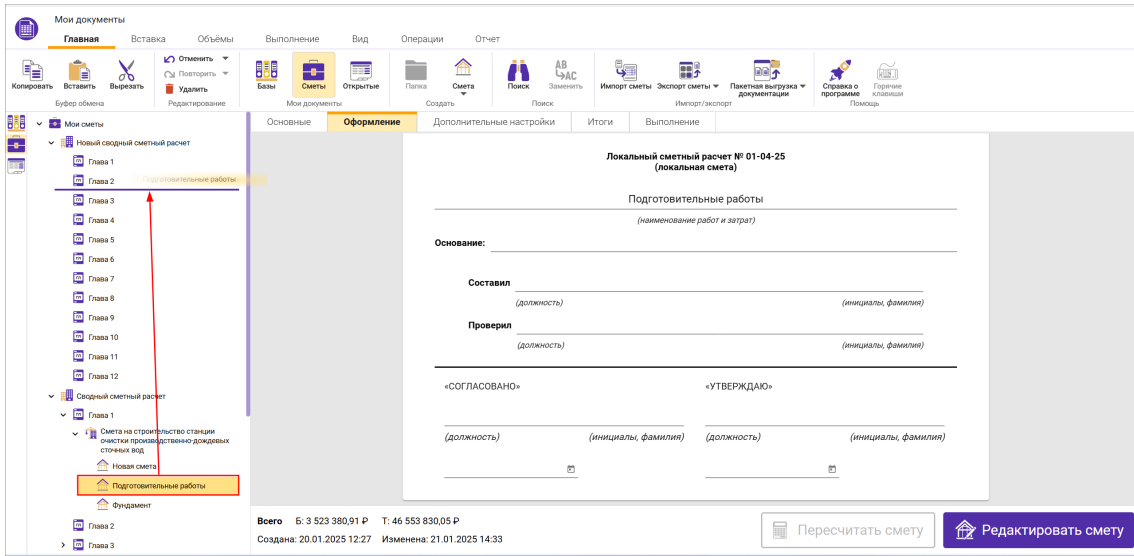 Мои документы
Главная Вставка Объёмы Выполнение Вид Операции Отчет
Копировать Вставить Вырезать
Буфер обмена
Отменить
Повторить
Удалить
Редактирование
Базы Сметы Открытые
Мои документы
Папка Смета
Создать
AB
AC
Поиск Заменить
Поиск
Импорт сметы Экспорт сметы Пакетная выгрузка документации
Импорт/экспорт
Справка о программе Горячие клавиши
Помощь
Мои сметы
Новый сводный сметный расчет
Глава 1
Глава 2 Подготовительные работы
Глава 3
Глава 4
Глава 5
Глава 6
Глава 7
Глава 8
Глава 9
Глава 10
Глава 11
Глава 12
Сводный сметный расчет
Глава 1
Смета на строительство станции
очистки производственно-дождевых
сточных вод
Новая смета
Подготовительные работы
Фундамент
Глава 2
Глава 3
Основные Оформление Дополнительные настройки Итоги Выполнение
Локальный сметный расчет № 01-04-25
(локальная смета)
Подготовительные работы
(наименование работ и затрат)
Основание:
Составил
(должность) (инициалы, фамилия)
Проверил
(должность) (инициалы, фамилия)
«СОГЛАСОВАНО» «УТВЕРЖДАЮ»
(должность) (инициалы, фамилия) (должность) (инициалы, фамилия)
Всего Б: 3 523 380,91 ₽ Т: 46 553 830,05 ₽
Создана: 20.01.2025 12:27 Изменена: 21.01.2025 14:33
Пересчитать смету Редактировать смету